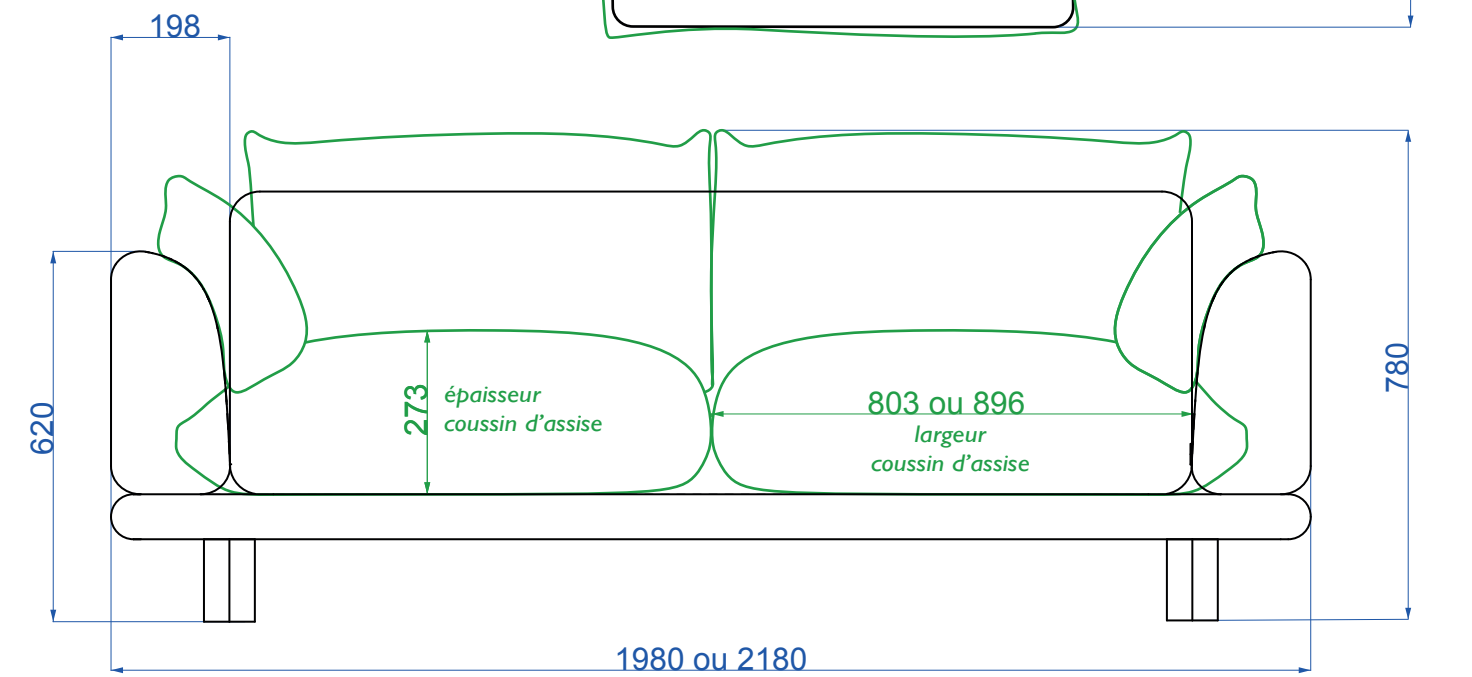 198
273
épaisseur
coussin d’assise
803 ou 896
largeur
coussin d’assise
620
780
1980 ou 2180